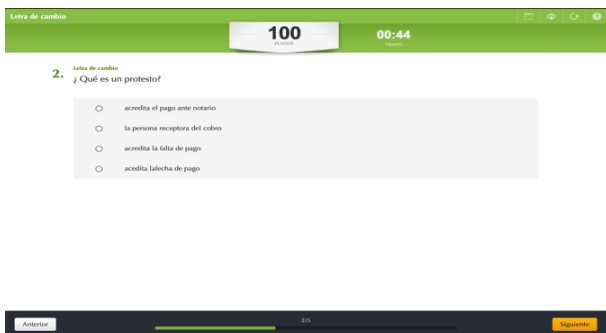 Letra de cambio
100
PUNTOS
00:44
TIEMPO
Letra de cambio
2. ¿ Qué es un protesto?
acredita el pago ante notario
la persona receptora del cobro
acredita la falta de pago
acedita lafecha de pago
Anterior
2/5
Siguiente